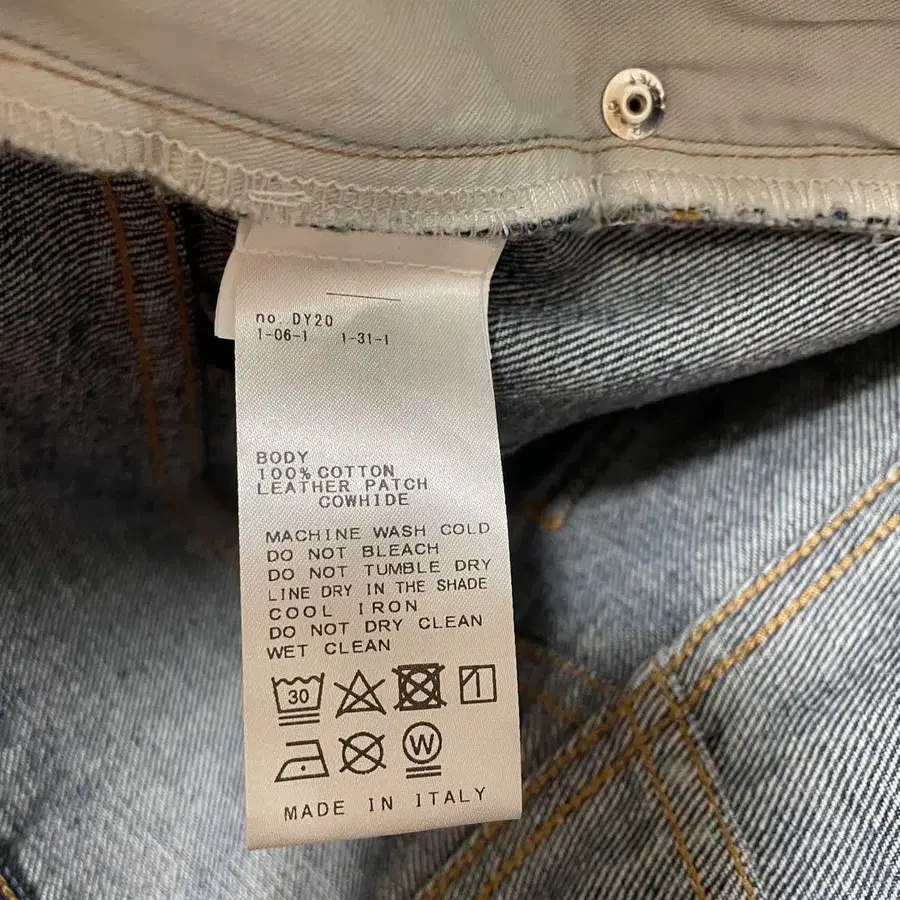 no. DY20
1-06-1 1-31-1
BODY
100% COTTON
LEATHER PATCH
COWHIDE
MACHINE WASH COLD
DO NOT BLEACH
DO NOT TUMBLE DRY
LINE DRY IN THE SHADE
COOL IRON
DO NOT DRY CLEAN
WET CLEAN
30
W
MADE IN ITALY